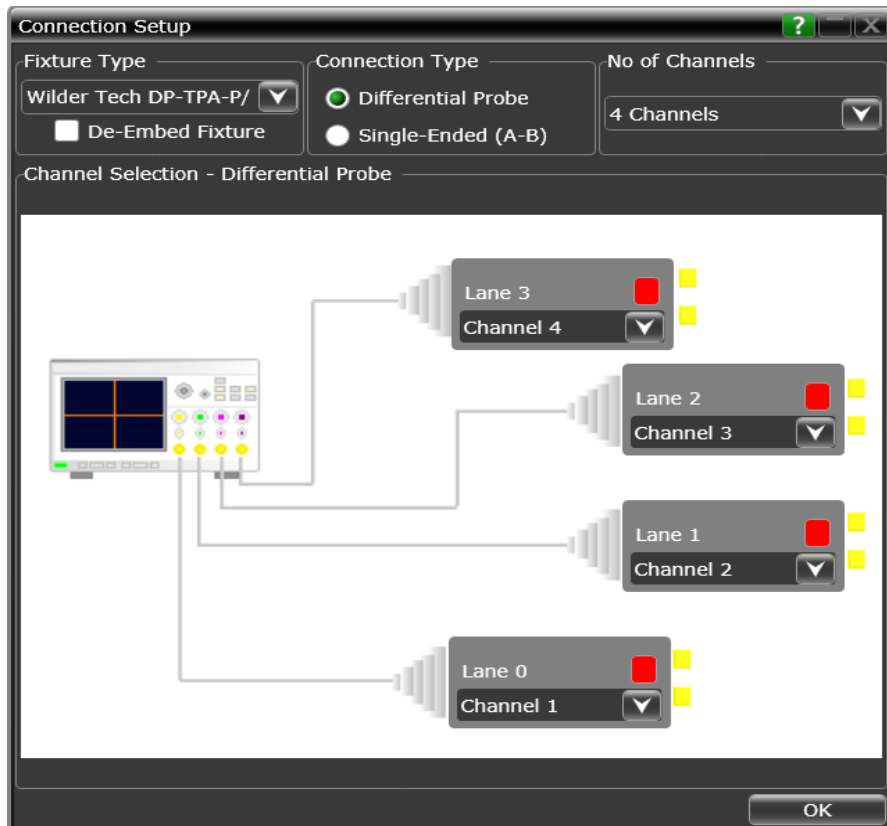 Connection Setup
?
Fixture Type
Wilder Tech DP-TPA-P/
De-Embed Fixture
Connection Type
Differential Probe
Single-Ended (A-B)
No of Channels
4 Channels
Channel Selection - Differential Probe
Lane 3
Channel 4
Lane 2
Channel 3
Lane 1
Channel 2
Lane 0
Channel 1
OK